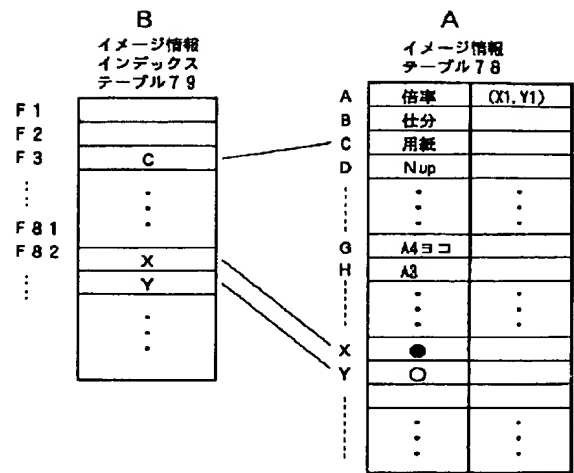 B
イメージ情報
インデックス
テーブル79
F1
F2
F3 C
F81
F82 X
Y
A
イメージ情報
テーブル78
A 倍率 (X1,Y1)
B 仕分
C 用紙
D Nup
G A4ヨコ
H A3
X ●
Y ○